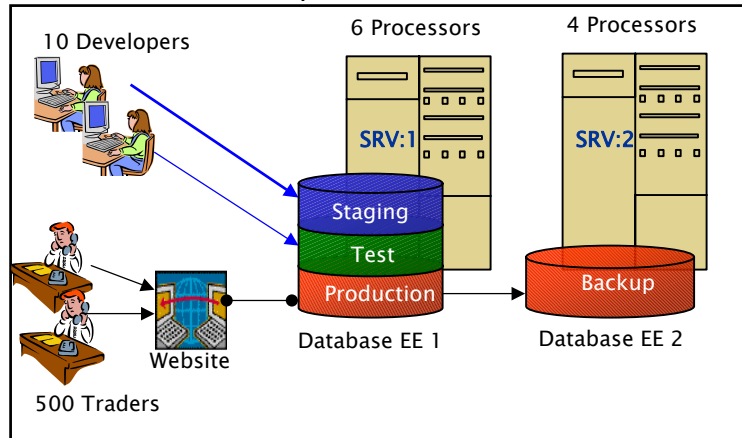 10 Developers
6 Processors
4 Processors
SRV:1
SRV:2
Staging
Test
Production
Backup
Website
Database EE 1
Database EE 2
500 Traders